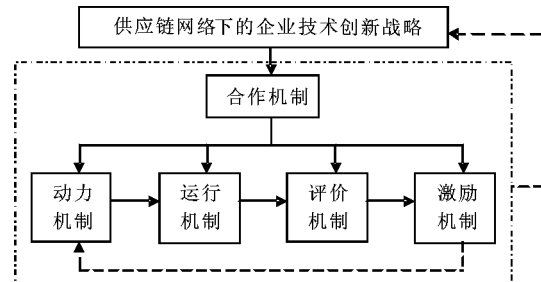 供应链网络下的企业技术创新战略
合作机制
动力
机制
运行
机制
评价
机制
激励
机制